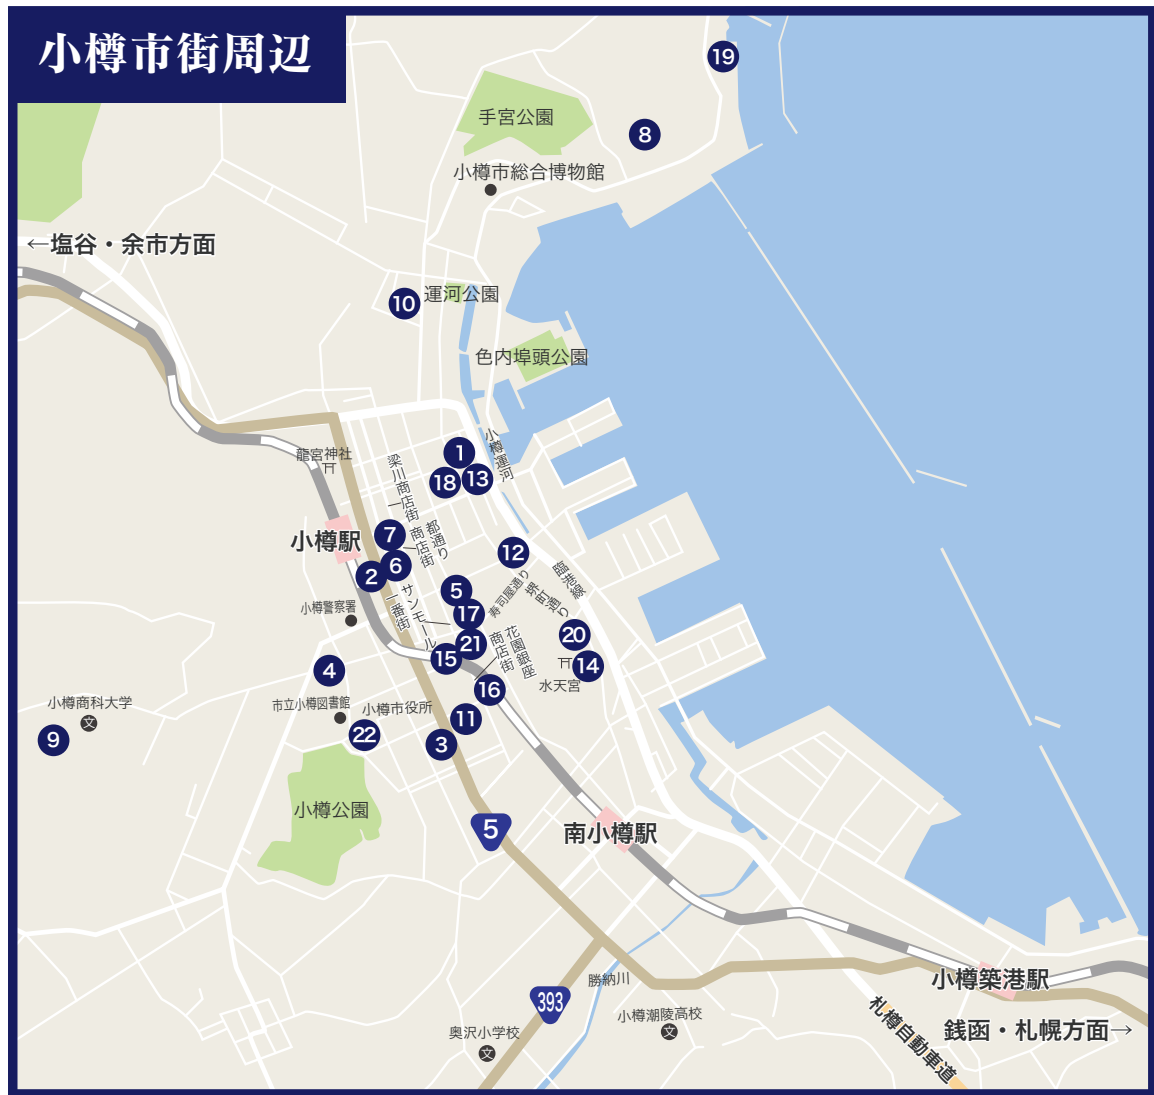 小樽市街周辺
19
8
手宮公園
小樽市総合博物館
←塩谷・余市方面
10
運河公園
色内埠頭公園
小樽運河
龍宮神社
梁川商店街
1
18
13
小樽駅
7
都通り
商店街
6
2
12
臨港線
サンモール
一番街
5
17
寿司屋通り
堺町通り
小樽警察署
21
15
花園銀座
商店街
20
14
水天宮
4
16
市立小樽図書館
小樽市役所
小樽商科大学
文
9
22
11
3
小樽公園
5
南小樽駅
勝納川
393
小樽築港駅
小樽潮陵高校
文
奥沢小学校
文
札樽自動車道
銭函・札幌方面→